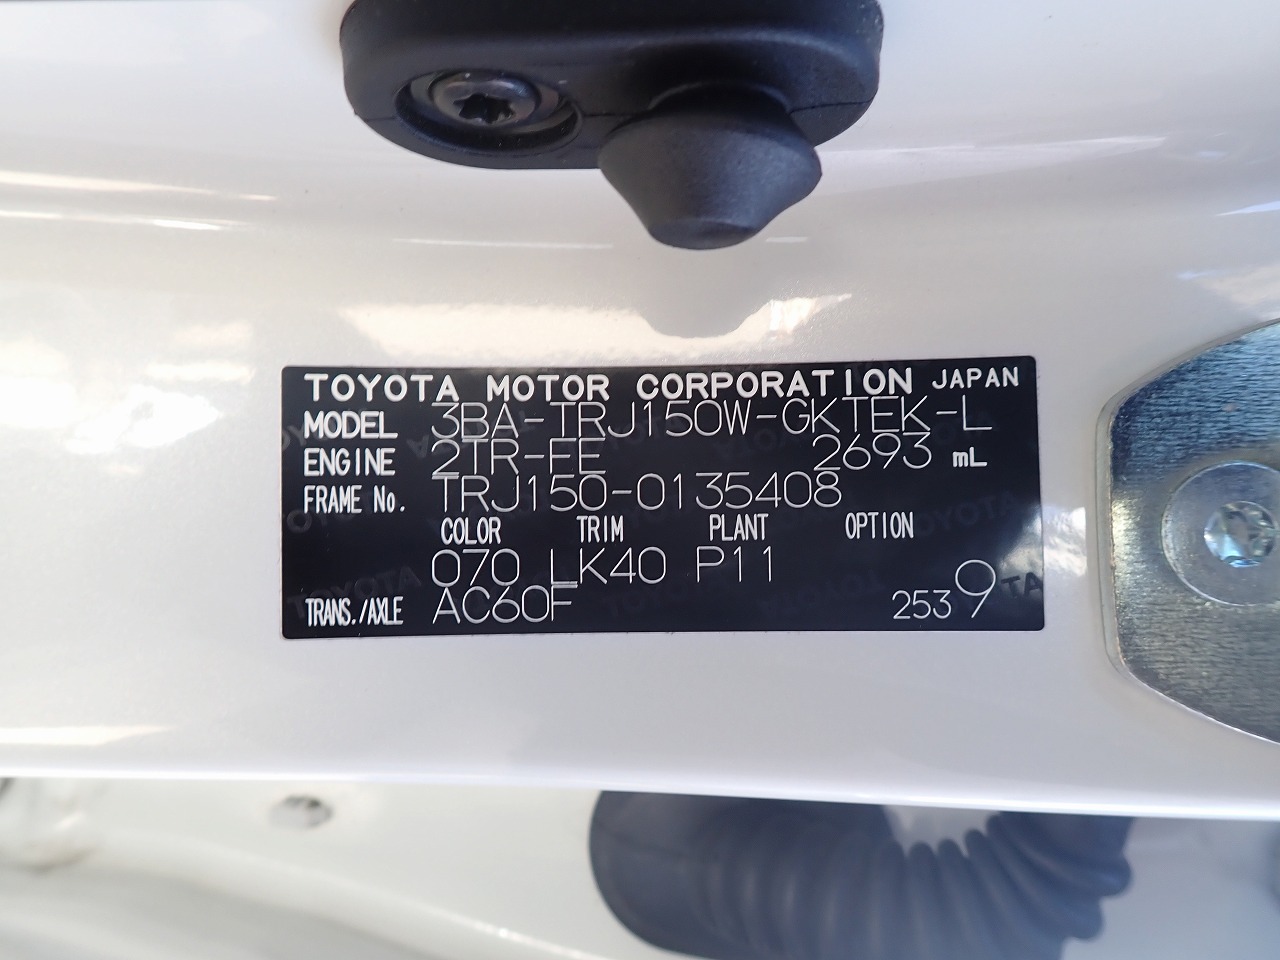 TOYOTA MOTOR CORPORATION JAPAN
MODEL 3BA-TRJ150W-GKTEK-L
ENGINE 2TR-FE 2693 mL
FRAME No. TRJ150-0135408
COLOR TRIM PLANT OPTION
070 LK40 P11
TRANS./AXLE AC60F 2539